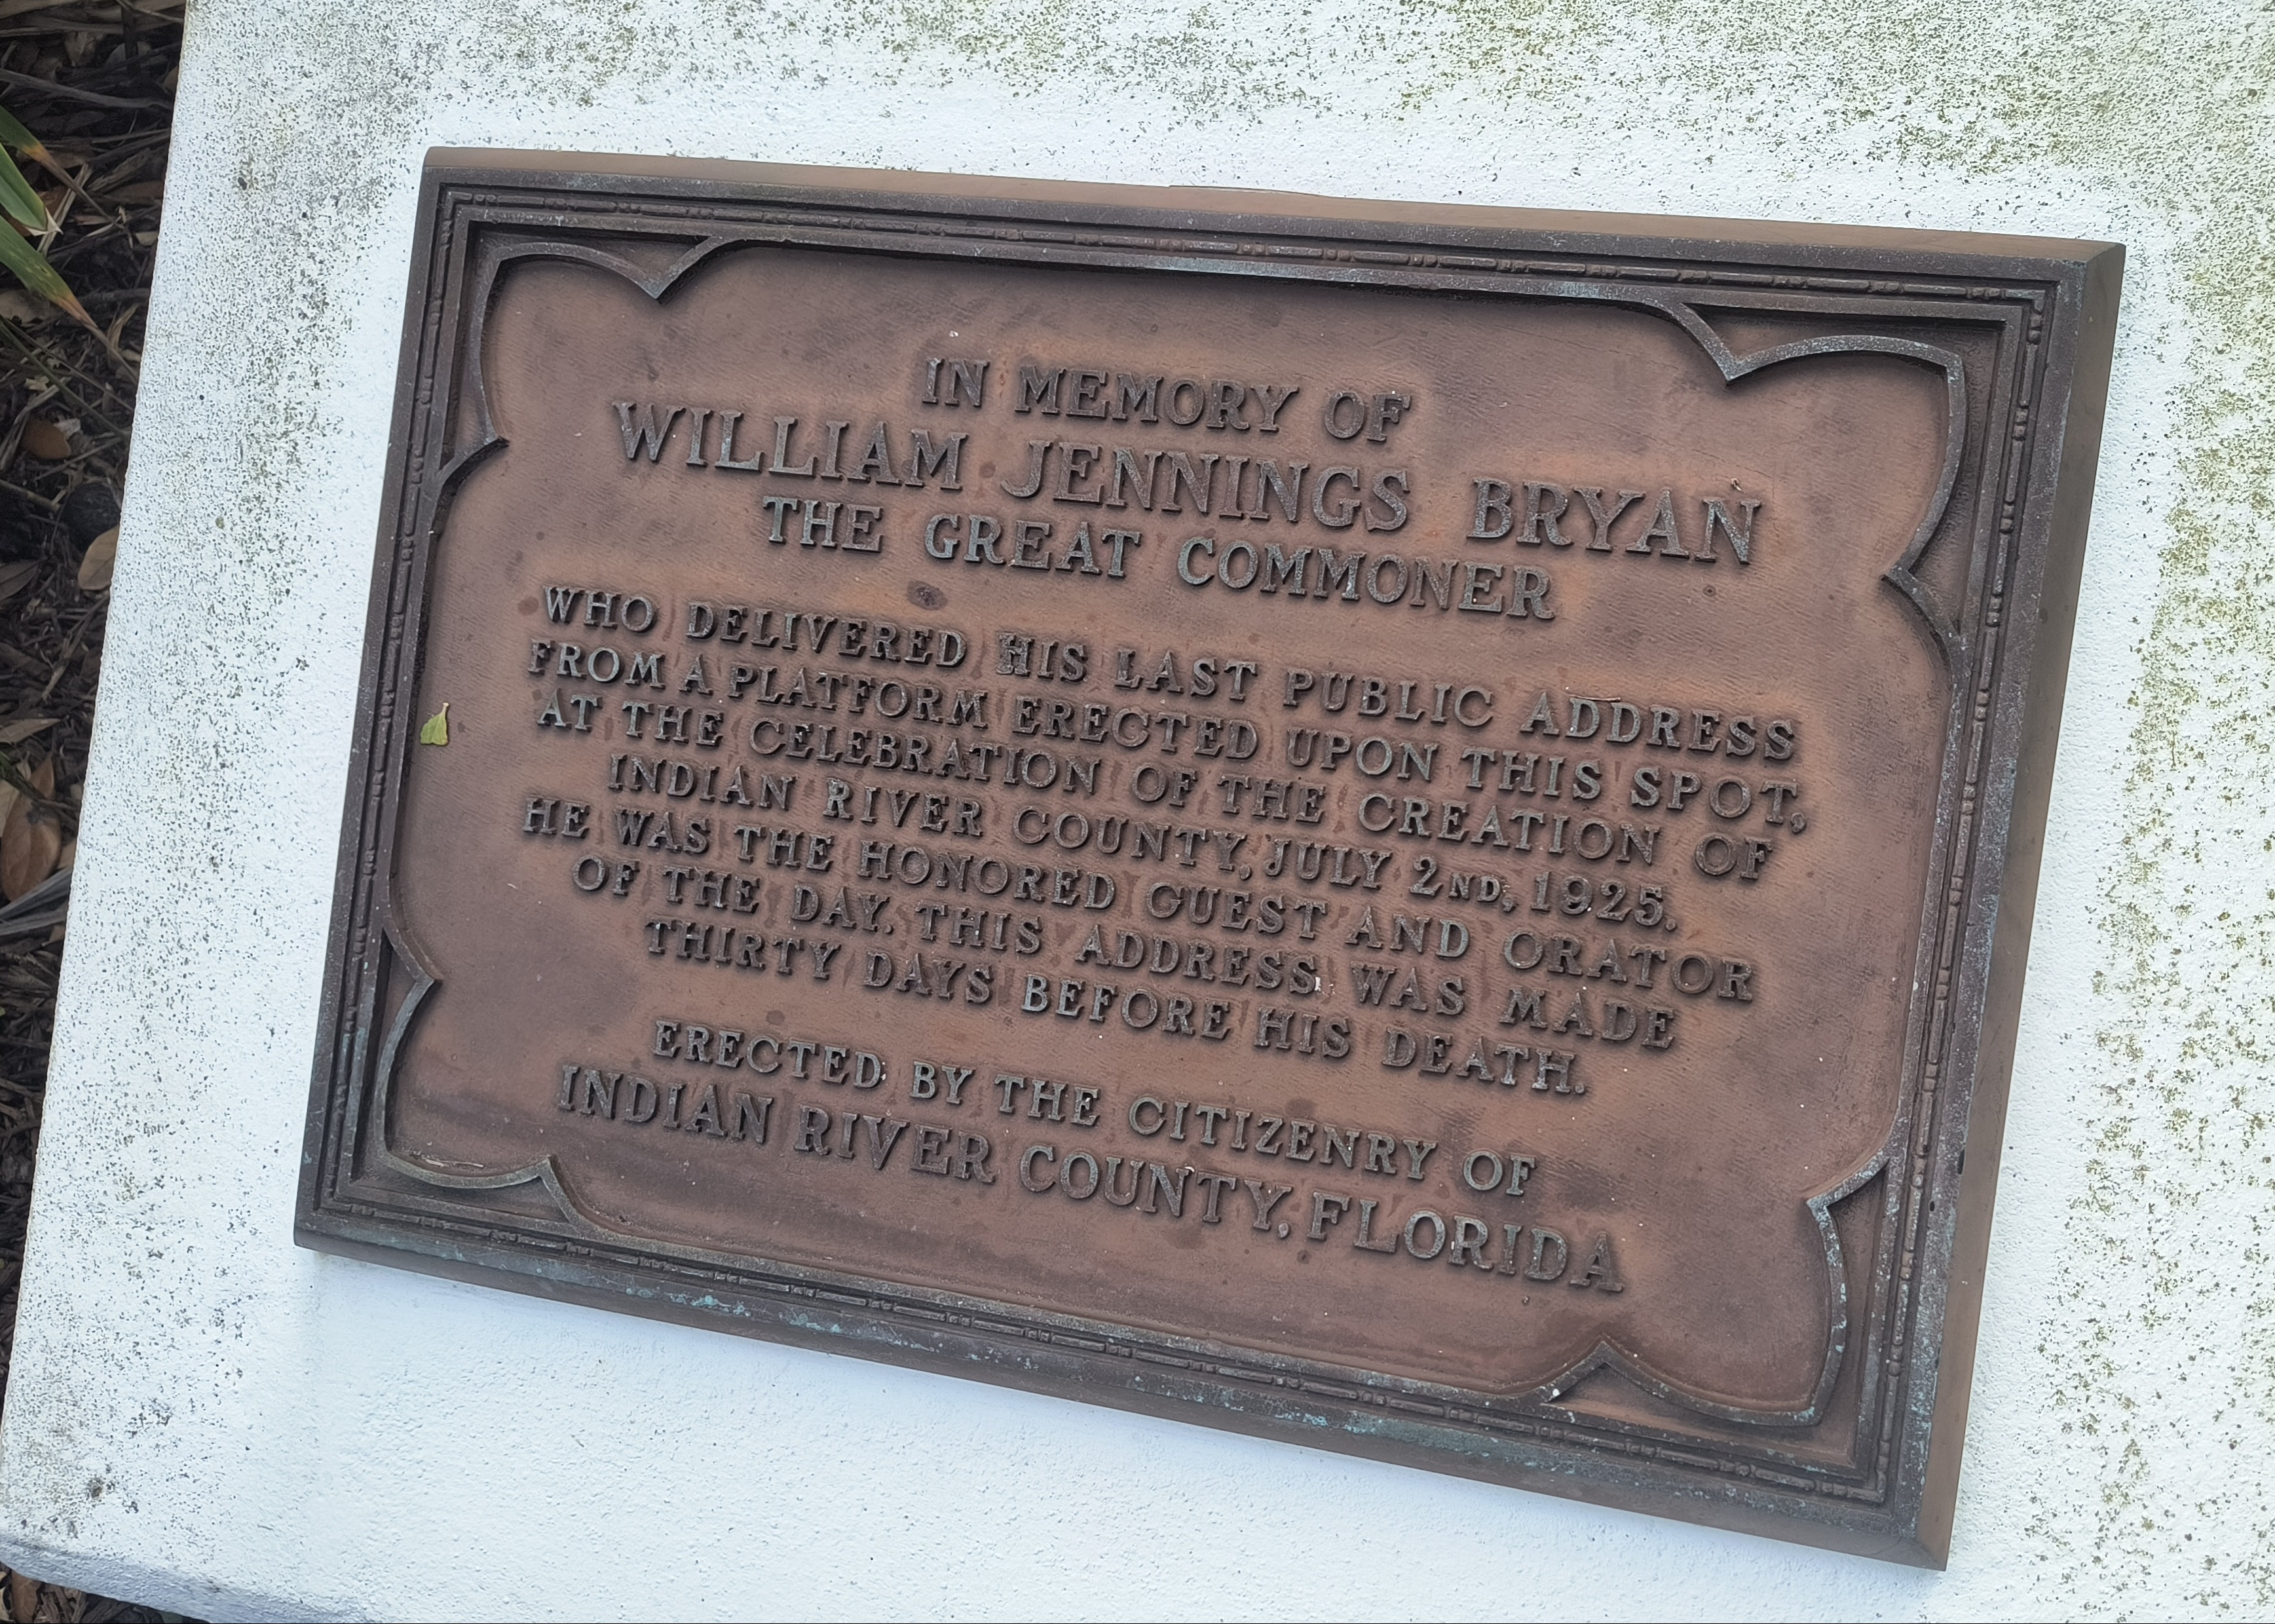 IN MEMORY OF
WILLIAM JENNINGS BRYAN
THE GREAT COMMONER
WHO DELIVERED HIS LAST PUBLIC ADDRESS
FROM A PLATFORM ERECTED UPON THIS SPOT,
AT THE CELEBRATION OF THE CREATION OF
INDIAN RIVER COUNTY, JULY 2ND, 1925.
HE WAS THE HONORED GUEST AND ORATOR
OF THE DAY. THIS ADDRESS WAS MADE
THIRTY DAYS BEFORE HIS DEATH.
ERECTED BY THE CITIZENRY OF
INDIAN RIVER COUNTY, FLORIDA